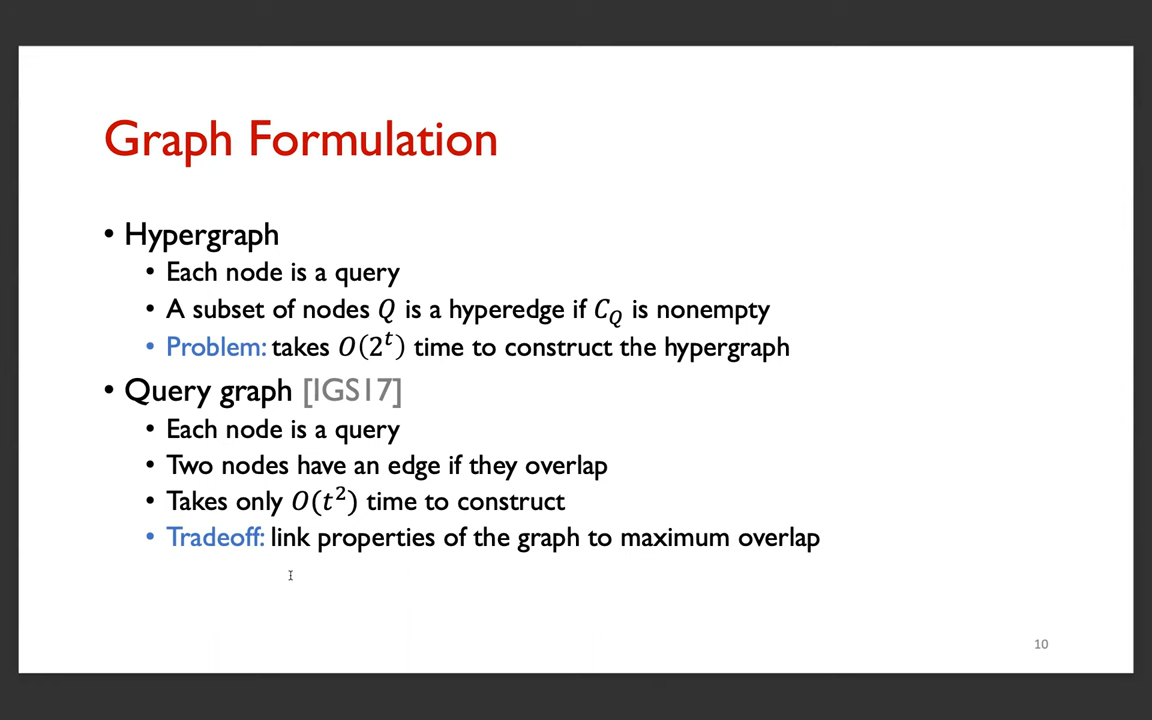 Graph Formulation
• Hypergraph
• Each node is a query
• A subset of nodes Q is a hyperedge if C_Q is nonempty
• Problem: takes O(2^t) time to construct the hypergraph
• Query graph [IGS17]
• Each node is a query
• Two nodes have an edge if they overlap
• Takes only O(t^2) time to construct
• Tradeoff: link properties of the graph to maximum overlap
10